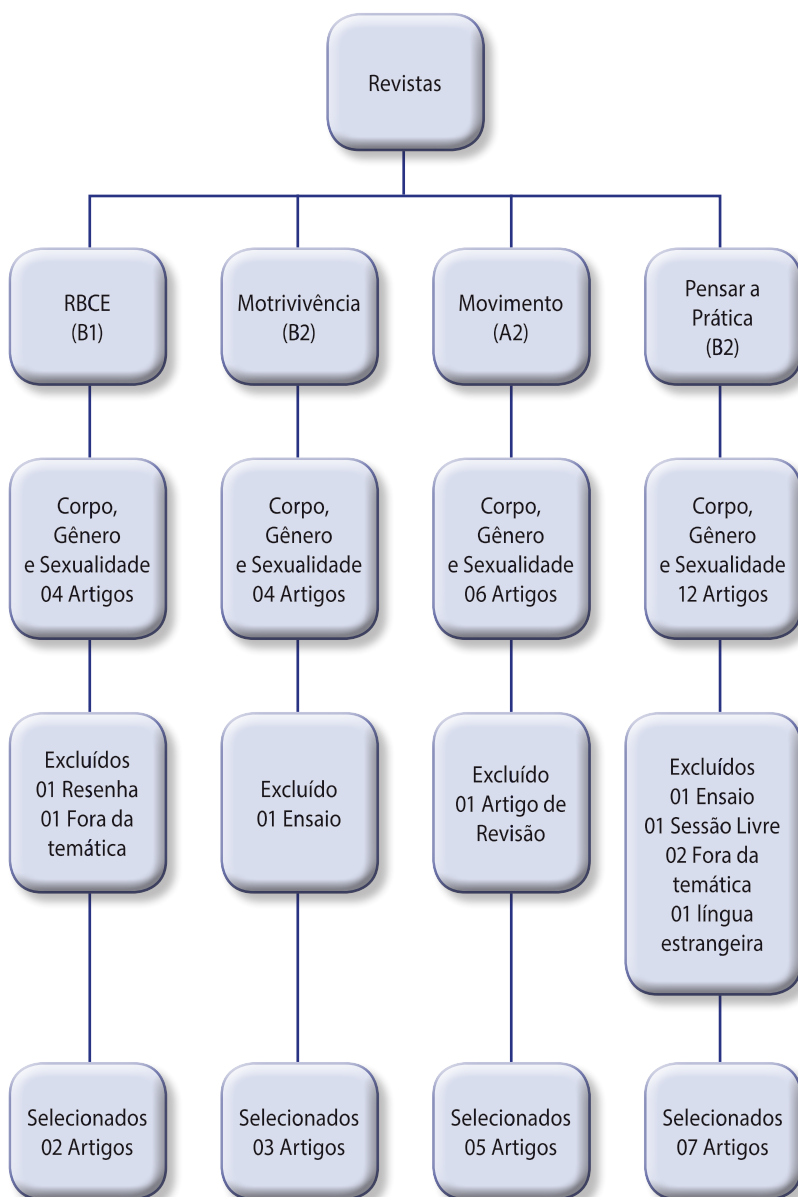 Revistas
RBCE
(B1)
Motrivivência
(B2)
Movimento
(A2)
Pensar a
Prática
(B2)
Corpo,
Gênero
e Sexualidade
04 Artigos
Corpo,
Gênero
e Sexualidade
04 Artigos
Corpo,
Gênero
e Sexualidade
06 Artigos
Corpo,
Gênero
e Sexualidade
12 Artigos
Excluídos
01 Resenha
01 Fora da
temática
Excluído
01 Ensaio
Excluído
01 Artigo de
Revisão
Excluídos
01 Ensaio
01 Sessão Livre
02 Fora da
temática
01 língua
estrangeira
Selecionados
02 Artigos
Selecionados
03 Artigos
Selecionados
05 Artigos
Selecionados
07 Artigos